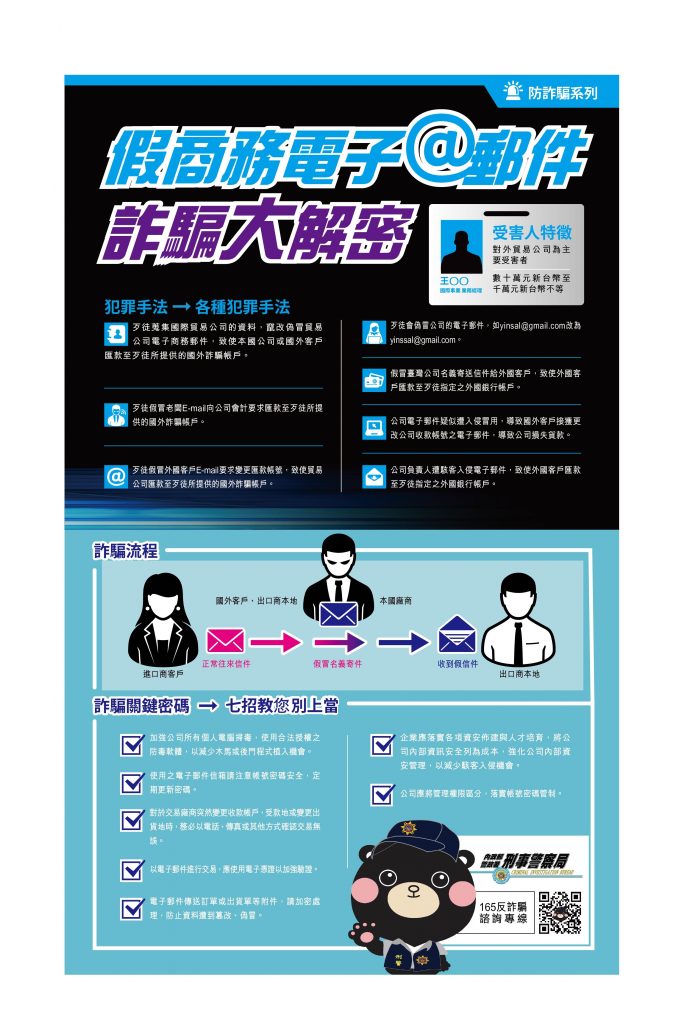 防詐騙系列
假商務電子@郵件
詐騙大解密
受害人特徵
對外貿易公司為主
要受害者
數十萬元新台幣至
千萬元新台幣不等
王〇〇
國際事業 業務經理
犯罪手法 → 各種犯罪手法
歹徒蒐集國際貿易公司的資料，竄改偽冒貿易
公司電子商務郵件，致使本國公司或國外客戶
匯款至歹徒所提供的國外詐騙帳戶。
歹徒假冒老闆E-mail向公司會計要求匯款至歹徒所提
供的國外詐騙帳戶。
歹徒假冒外國客戶E-mail要求變更匯款帳號，致使貿易
公司匯款至歹徒所提供的國外詐騙帳戶。
歹徒會偽冒公司的電子郵件，如yinsal@gmail.com改為
yinssal@gmail.com。
假冒臺灣公司名義寄送信件給外國客戶，致使外國客
戶匯款至歹徒指定之外國銀行帳戶。
公司電子郵件疑似遭入侵冒用，導致國外客戶接獲更
改公司收款帳號之電子郵件，導致公司損失貨款。
公司負責人遭駭客入侵電子郵件，致使外國客戶匯款
至歹徒指定之外國銀行帳戶。
詐騙流程
國外客戶、出口商本地
本國廠商
正常往來信件
假冒名義寄件
收到假信件
進口商客戶
出口商本地
詐騙關鍵密碼 → 七招教您別上當
加強公司所有個人電腦掃毒，使用合法授權之
防毒軟體，以減少木馬或後門程式植入機會。
使用之電子郵件信箱請注意帳號密碼安全，定
期更新密碼。
對於交易廠商突然變更收款帳戶，受款地或變更出
貨地時，務必以電話，傳真或其他方式確認交易無
誤。
以電子郵件進行交易，應使用電子憑證以加強驗證。
電子郵件傳送訂單或出貨單等附件，請加密處
理，防止資料遭到篡改、偽冒。
企業應落實各項資安佈建與人才培育，將公
司內部資訊安全列為成本，強化公司內部資
安管理，以減少駭客入侵機會。
公司應將管理權限區分，落實帳號密碼管制。
內政部
警政署
刑事警察局
CRIMINAL INVESTIGATION BUREAU
165反詐騙
諮詢專線
刑
警